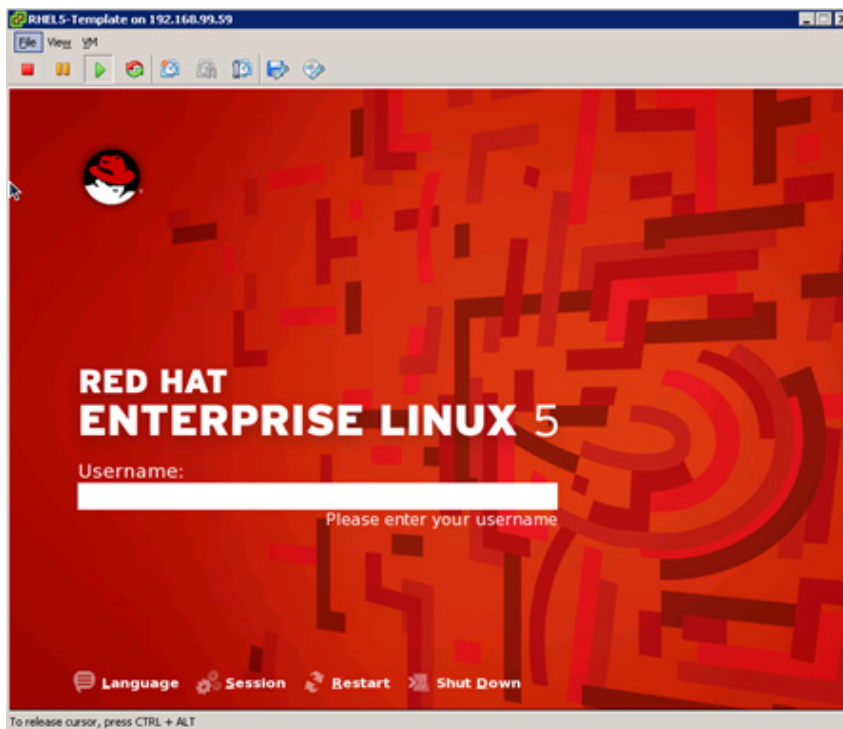 RHEL5-Template on 192.168.99.59
File View VM
RED HAT
ENTERPRISE LINUX 5
Username:
Please enter your username
Language Session Restart Shut Down
To release cursor, press CTRL + ALT